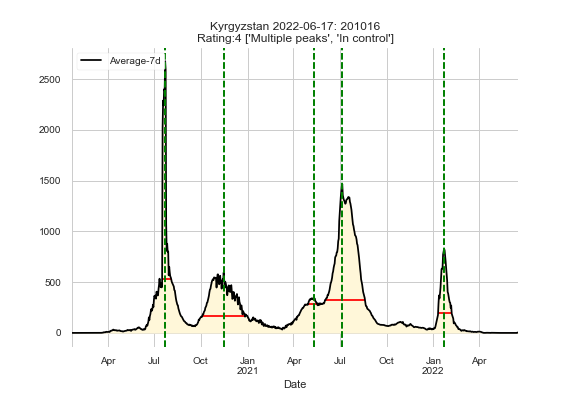 Kyrgyzstan 2022-06-17: 201016
Rating:4 ['Multiple peaks', 'In control']
Average-7d
2500
2000
1500
1000
500
0
Apr Jul Oct Jan Apr Jul Oct Jan Apr
2021 2022
Date